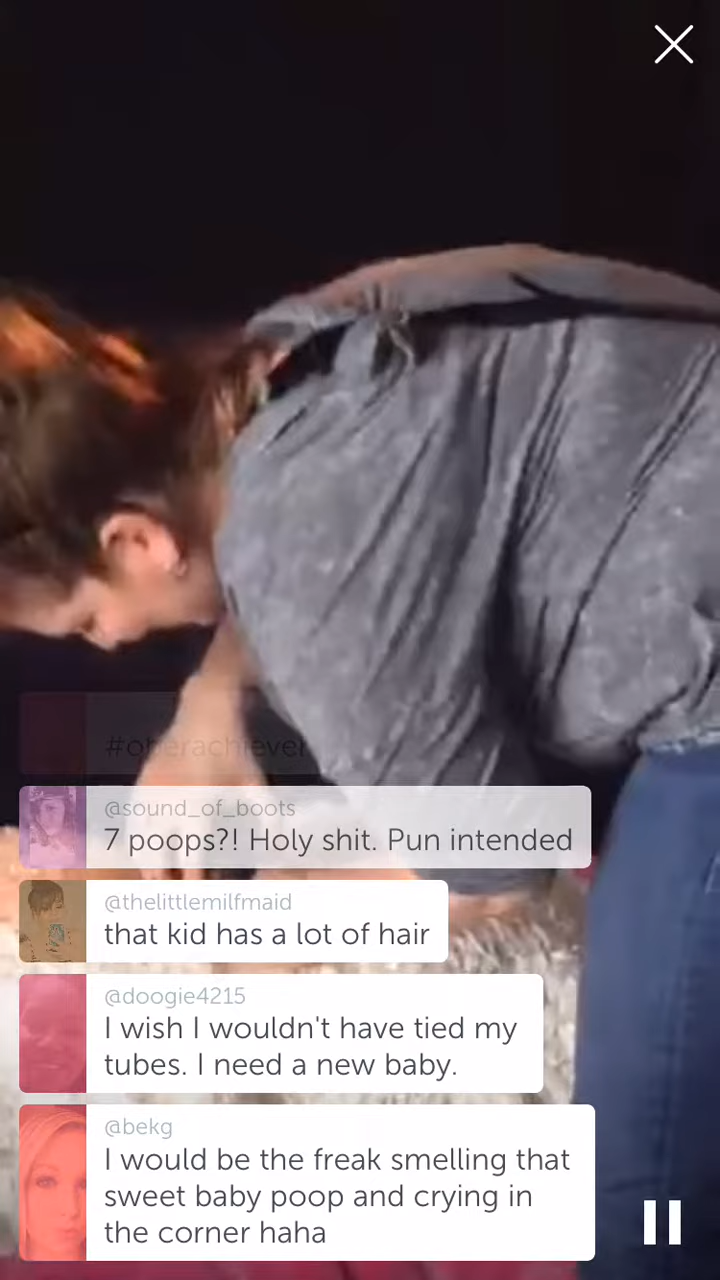 #oberachiever
@sound_of_boots
7 poops?! Holy shit. Pun intended
@thelittlemilfmaid
that kid has a lot of hair
@doogie4215
I wish I wouldn't have tied my
tubes. I need a new baby.
@bekg
I would be the freak smelling that
sweet baby poop and crying in
the corner haha